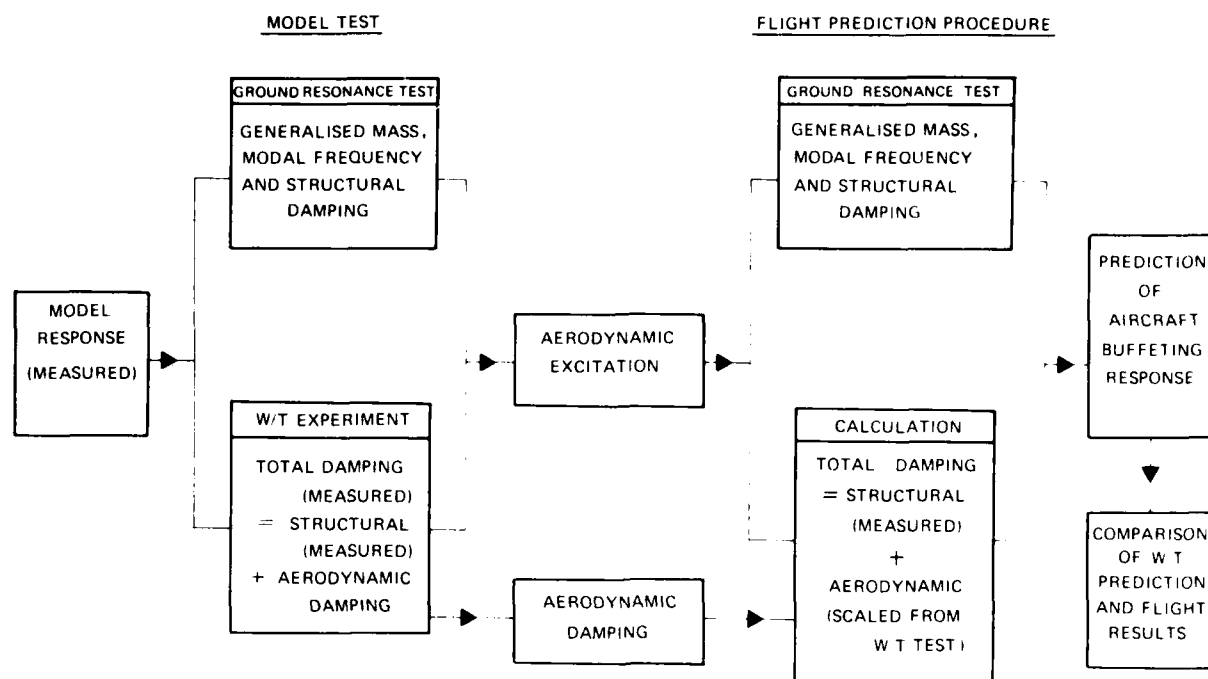 MODEL TEST
FLIGHT PREDICTION PROCEDURE
GROUND RESONANCE TEST
GENERALISED MASS,
MODAL FREQUENCY
AND STRUCTURAL
DAMPING
GROUND RESONANCE TEST
GENERALISED MASS,
MODAL FREQUENCY
AND STRUCTURAL
DAMPING
MODEL
RESPONSE
(MEASURED)
AERODYNAMIC
EXCITATION
PREDICTION
OF
AIRCRAFT
BUFFETING
RESPONSE
W/T EXPERIMENT
TOTAL DAMPING
(MEASURED)
= STRUCTURAL
(MEASURED)
+ AERODYNAMIC
DAMPING
AERODYNAMIC
DAMPING
CALCULATION
TOTAL DAMPING
= STRUCTURAL
(MEASURED)
+
AERODYNAMIC
(SCALED FROM
W T TEST)
COMPARISON
OF W T
PREDICTION
AND FLIGHT
RESULTS